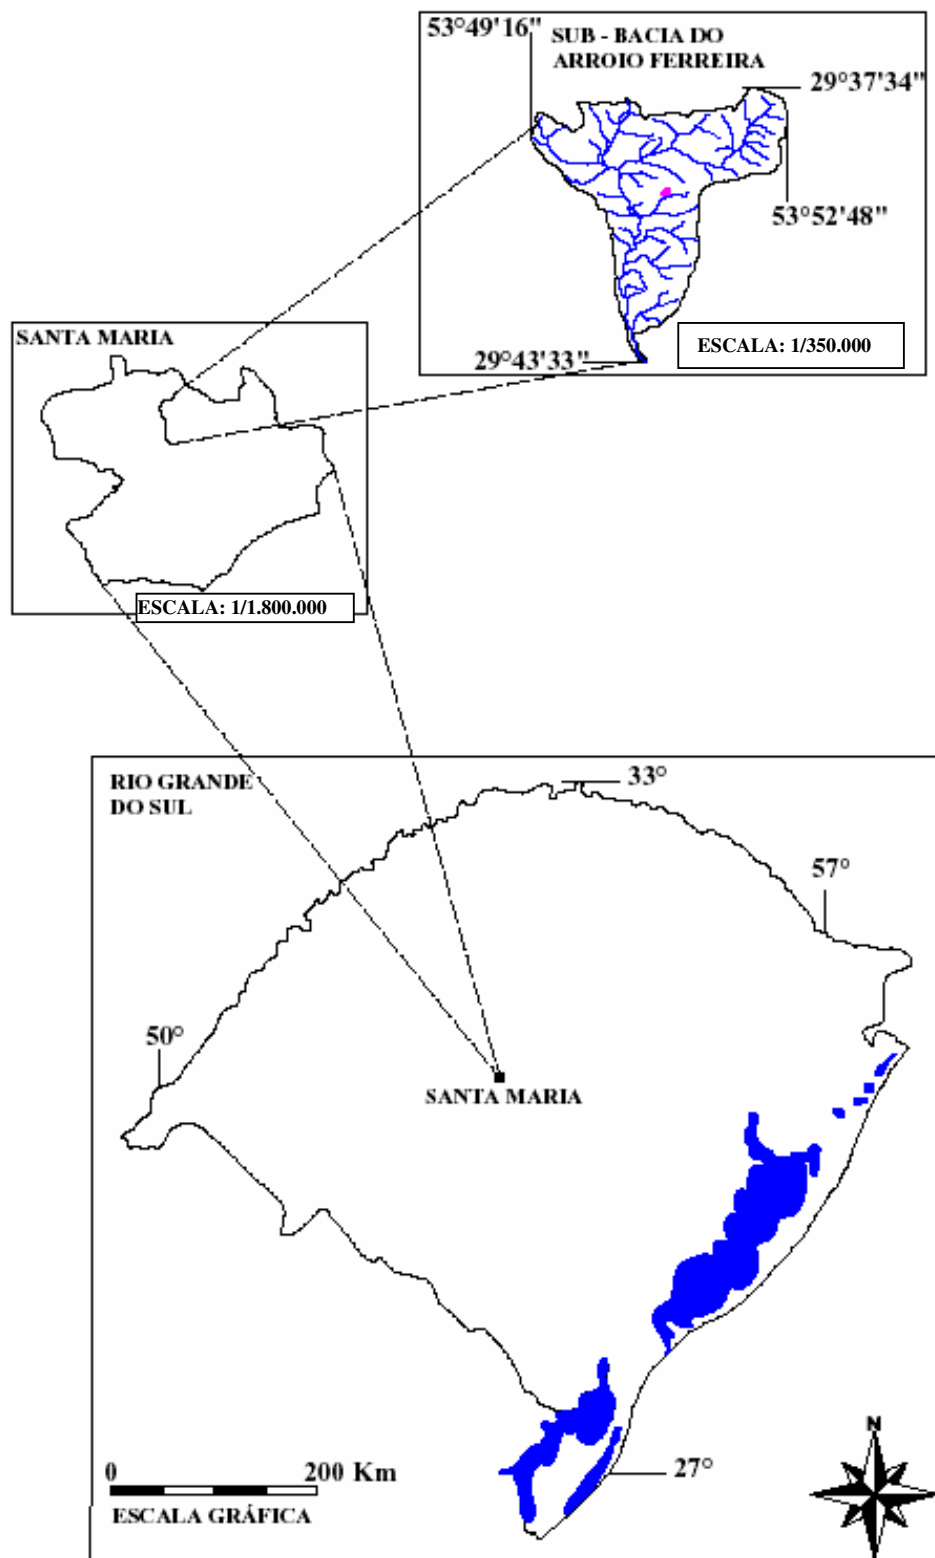 53°49'16"
SUB - BACIA DO
ARROIO FERREIRA
29°37'34"
53°52'48"
29°43'33"
ESCALA: 1/350.000
SANTA MARIA
ESCALA: 1/1.800.000
RIO GRANDE
DO SUL
33°
57°
50°
SANTA MARIA
27°
0 200 Km
ESCALA GRÁFICA
N